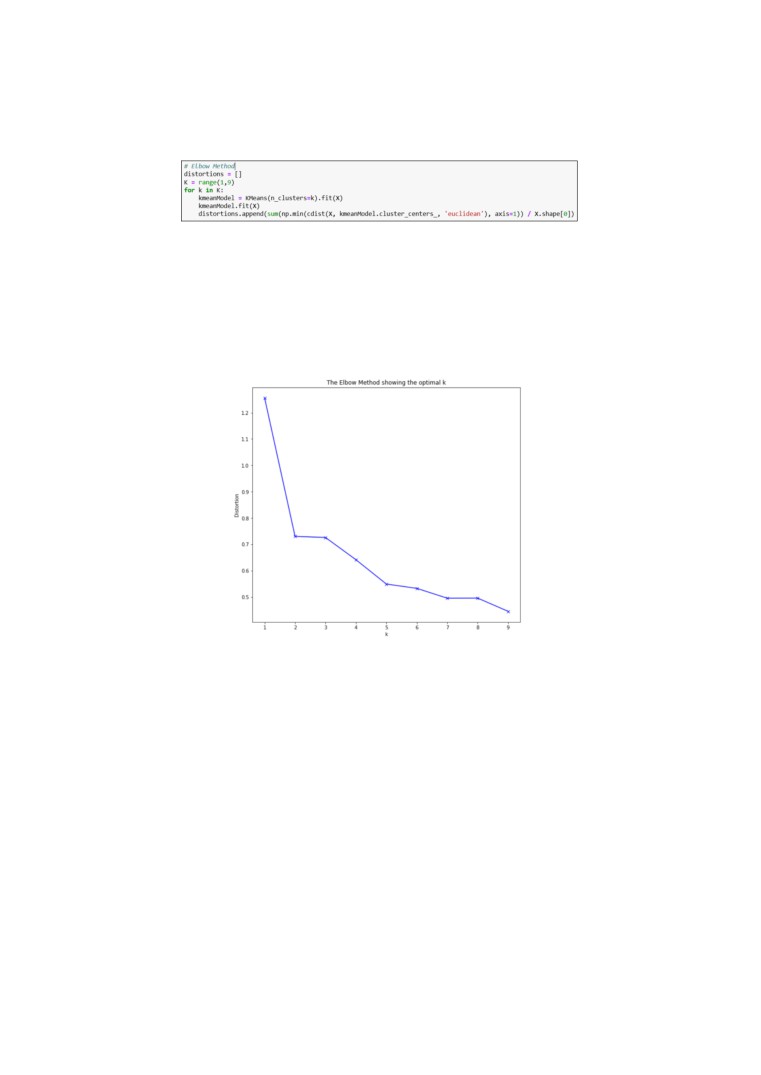 # Elbow Method
distortions = []
K = range(1,9)
for k in K:
    kmeanModel = KMeans(n_clusters=k).fit(X)
    kmeanModel.fit(X)
    distortions.append(sum(np.min(cdist(X, kmeanModel.cluster_centers_, 'euclidean'), axis=1)) / X.shape[0])
The Elbow Method showing the optimal k
1.2
1.1
1.0
0.9
0.8
0.7
0.6
0.5
Distortion
1 2 3 4 5 6 7 8 9
k